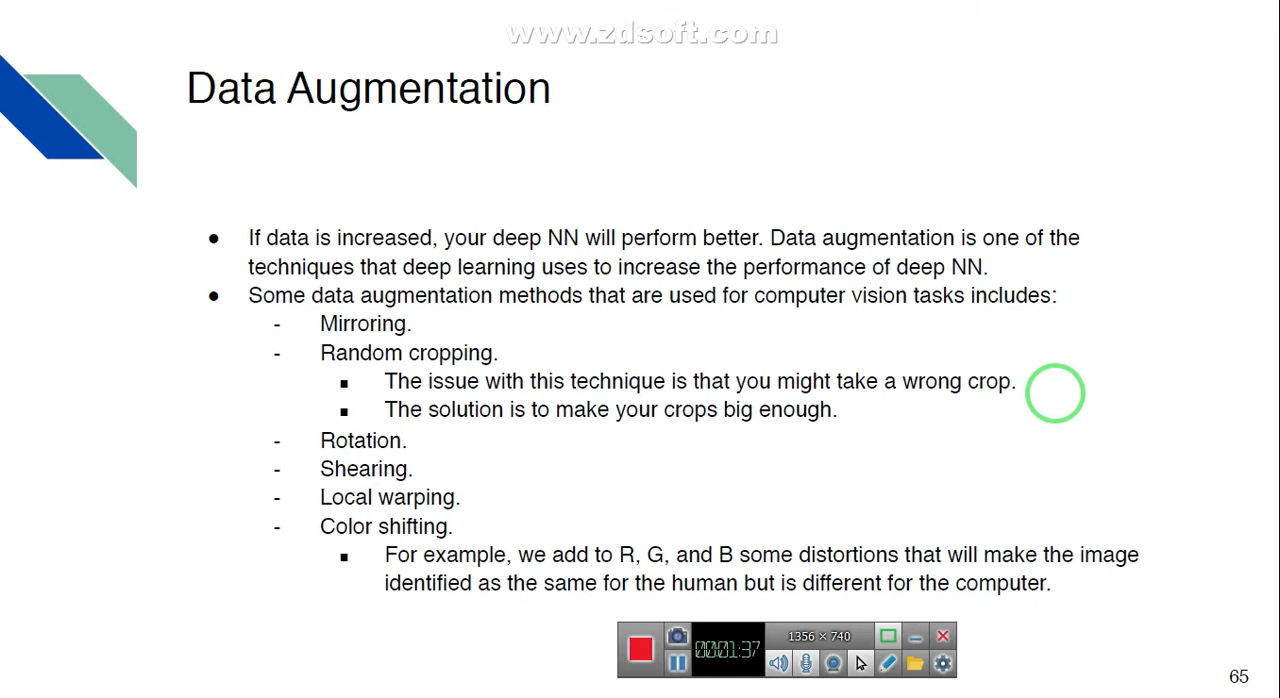 www.zdsoft.com
Data Augmentation
● If data is increased, your deep NN will perform better. Data augmentation is one of the
techniques that deep learning uses to increase the performance of deep NN.
● Some data augmentation methods that are used for computer vision tasks includes:
- Mirroring.
- Random cropping.
■ The issue with this technique is that you might take a wrong crop.
■ The solution is to make your crops big enough.
- Rotation.
- Shearing.
- Local warping.
- Color shifting.
■ For example, we add to R, G, and B some distortions that will make the image
identified as the same for the human but is different for the computer.
1356 × 740
00:01:37
65